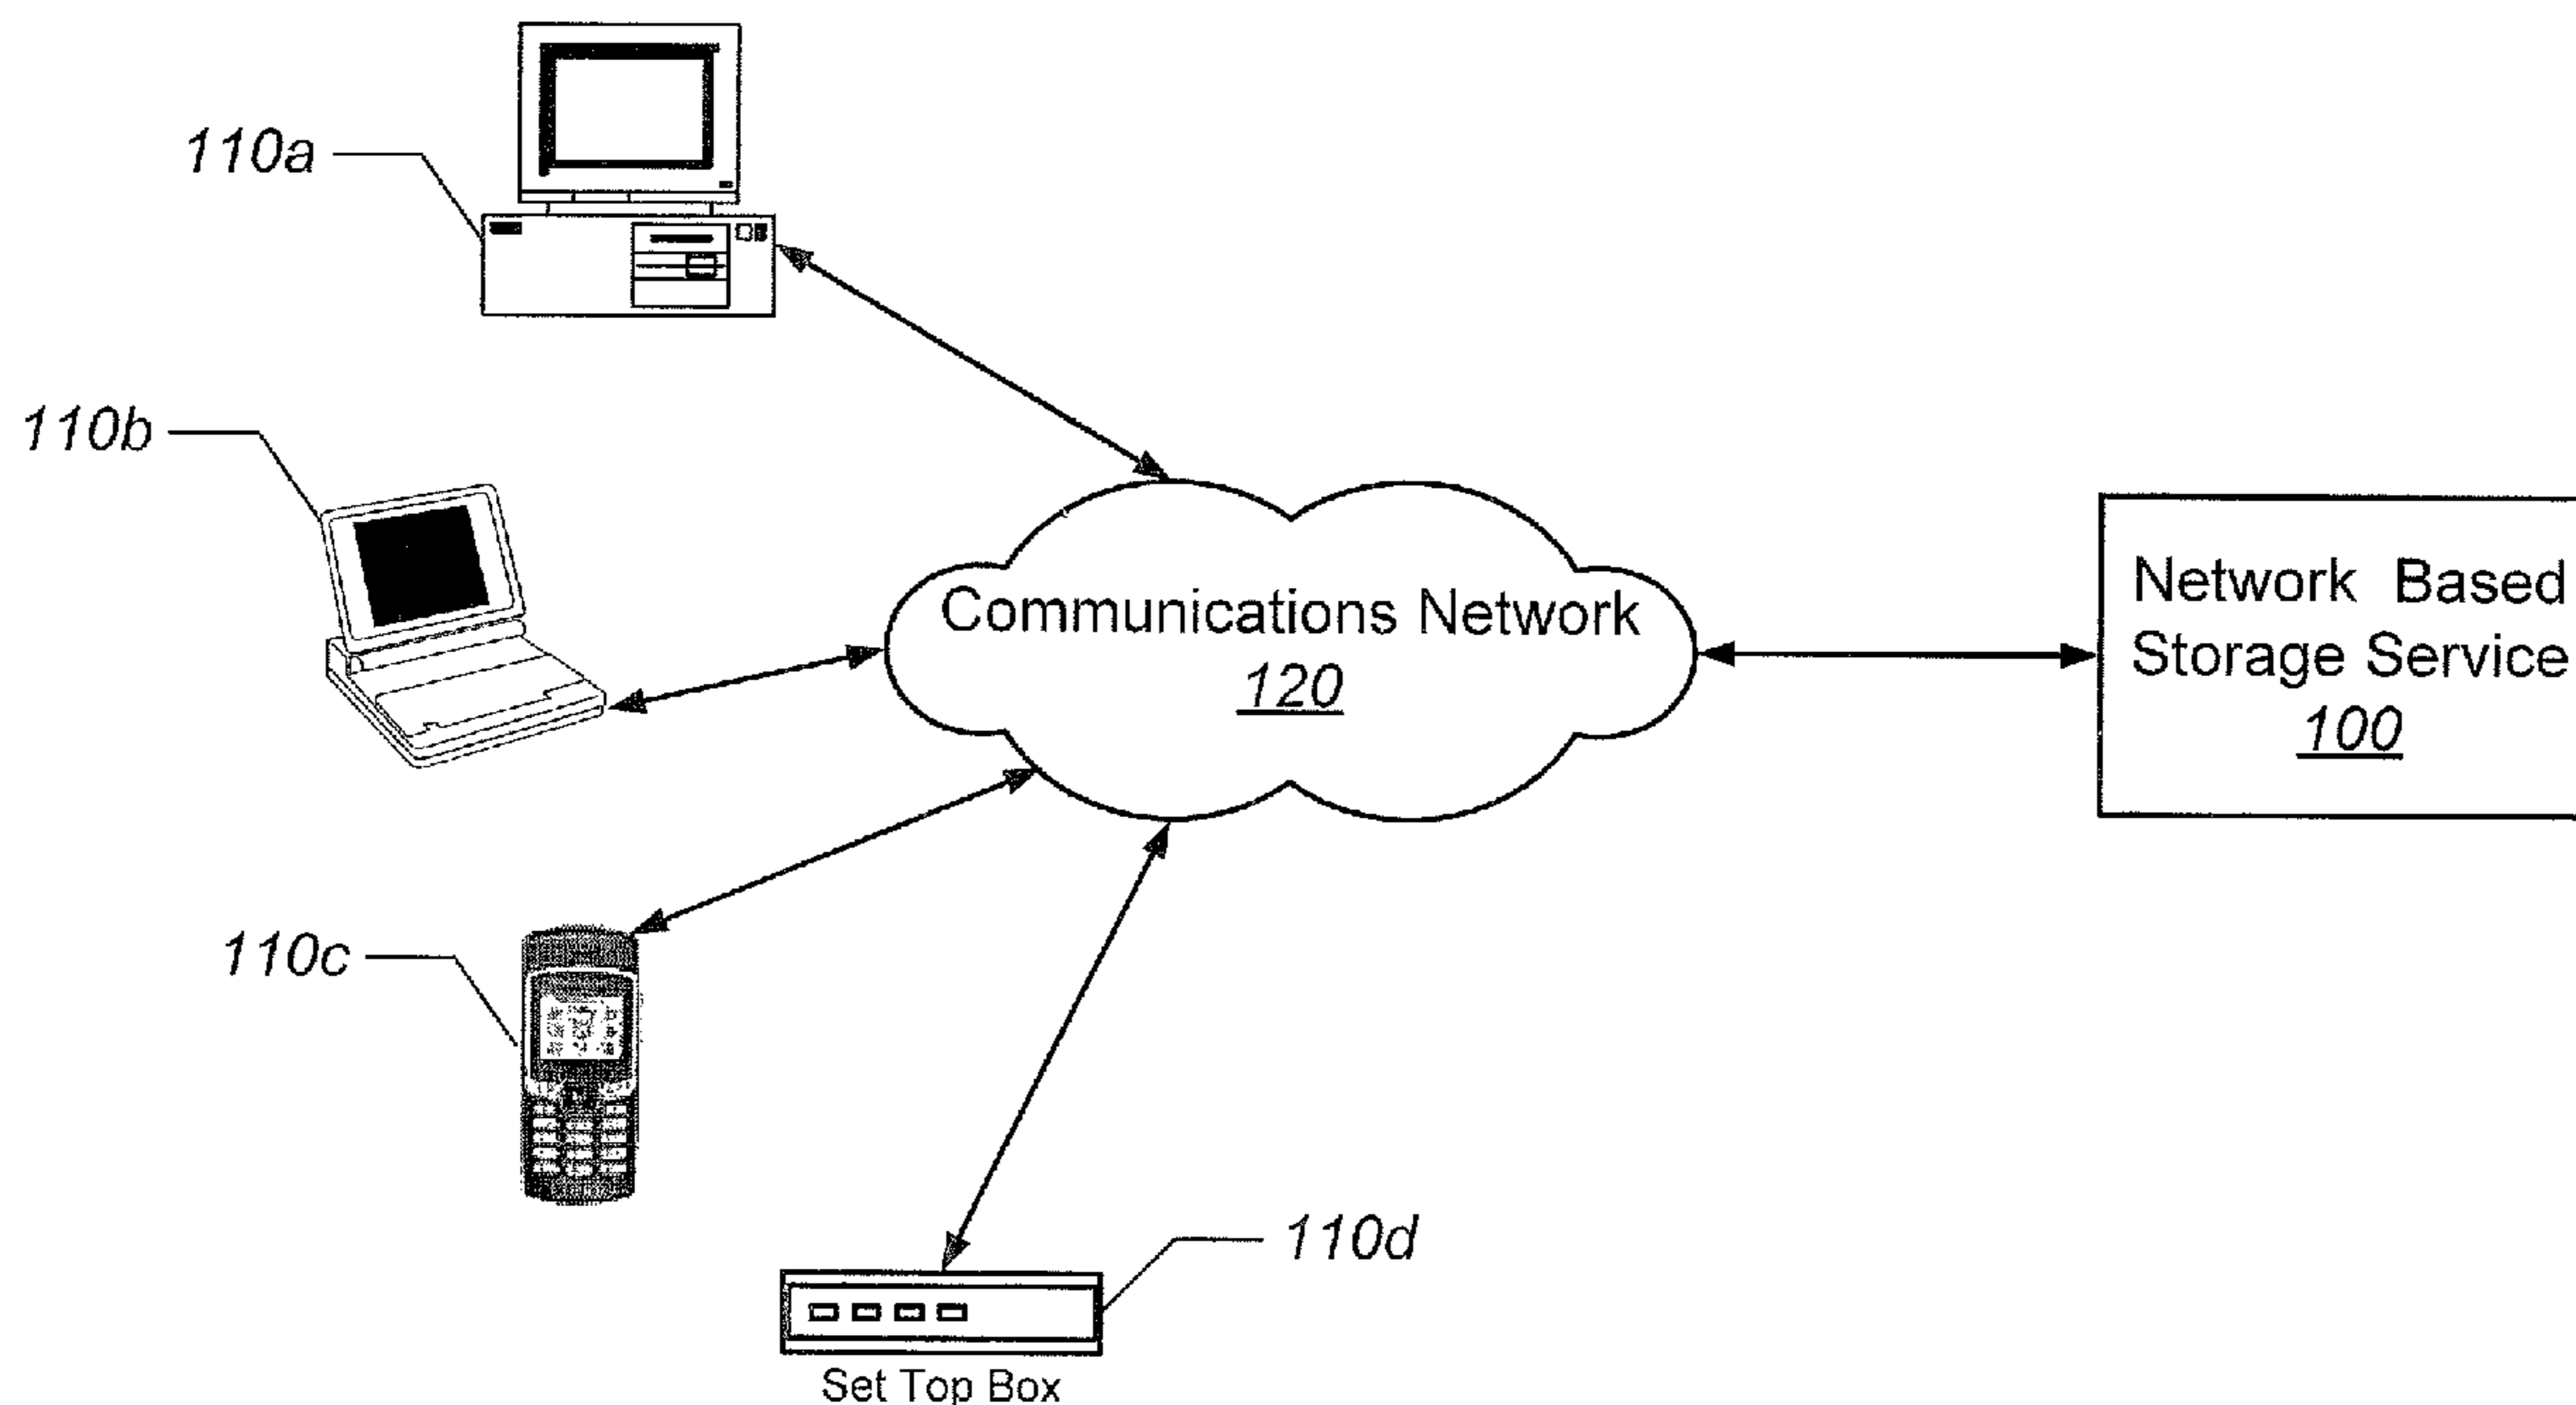 110a
110b
Communications Network
120
Network Based
Storage Service
100
110c
110d
Set Top Box